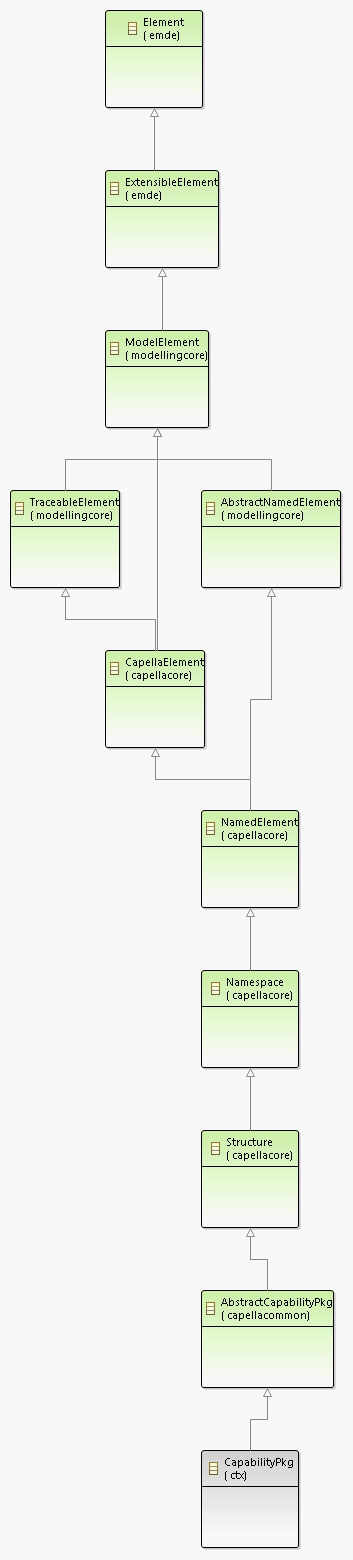 Element
( emde)
ExtensibleElement
( emde)
ModelElement
( modellingcore)
TraceableElement
( modellingcore)
AbstractNamedElement
( modellingcore)
CapellaElement
( capellacore)
NamedElement
( capellacore)
Namespace
( capellacore)
Structure
( capellacore)
AbstractCapabilityPkg
( capellacommon)
CapabilityPkg
( ctx)